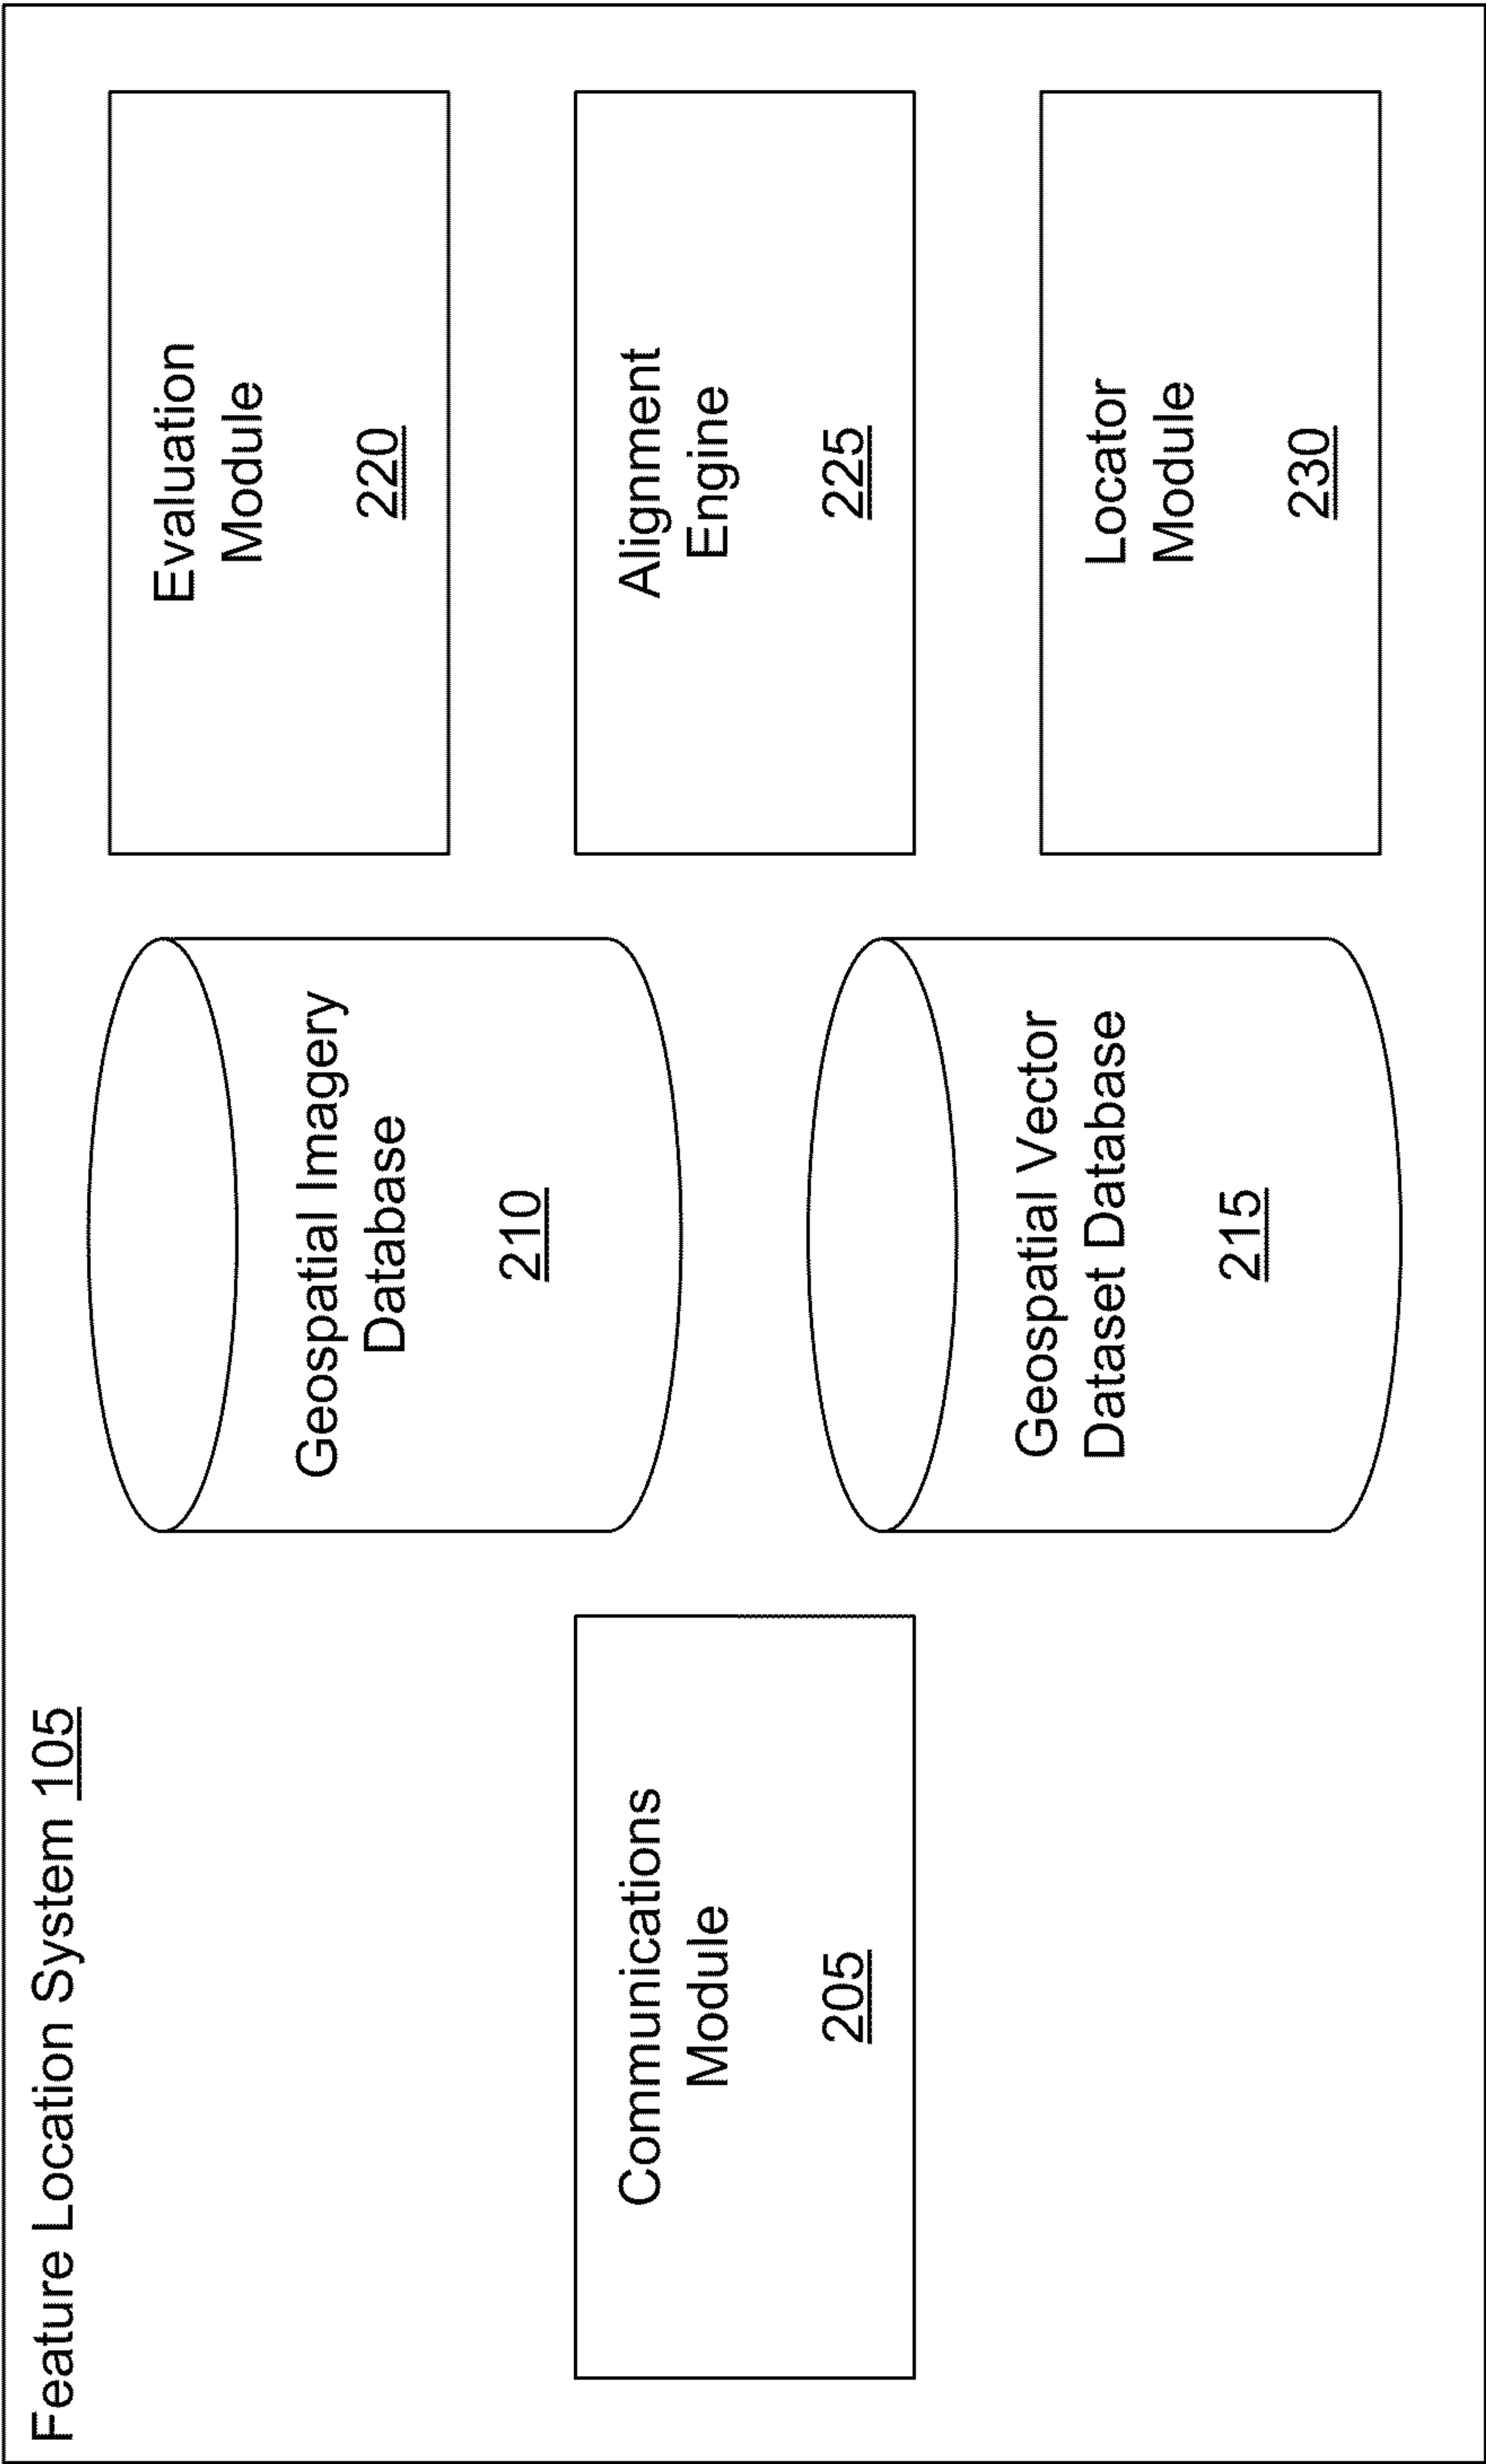 Feature Location System 105
Communications
Module
205
Geospatial Imagery
Database
210
Geospatial Vector
Dataset Database
215
Evaluation
Module
220
Alignment
Engine
225
Locator
Module
230